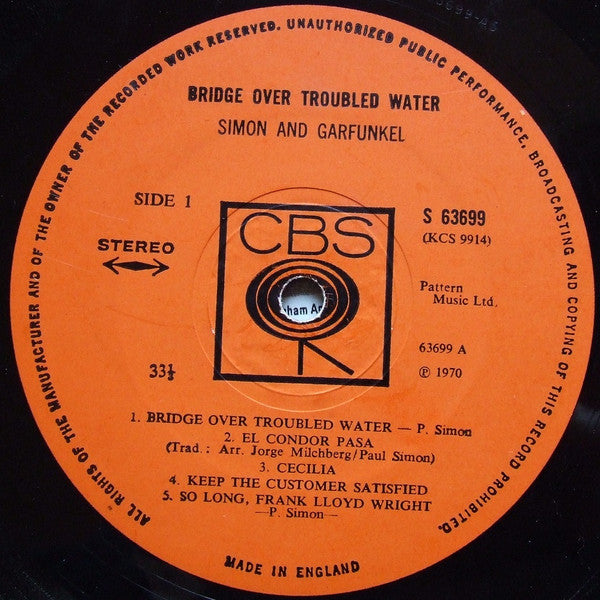 ALL RIGHTS OF THE MANUFACTURER AND OF THE OWNER OF THE RECORDED WORK RESERVED. UNAUTHORIZED PUBLIC PERFORMANCE, BROADCASTING AND COPYING OF THIS RECORD PROHIBITED.
BRIDGE OVER TROUBLED WATER
SIMON AND GARFUNKEL
SIDE 1
STEREO
CBS
S 63699
(KCS 9914)
Pattern
Music Ltd.
ham Ar
33⅓
63699 A
℗ 1970
1. BRIDGE OVER TROUBLED WATER — P. Simon
2. EL CONDOR PASA
(Trad.: Arr. Jorge Milchberg/Paul Simon)
3. CECILIA
4. KEEP THE CUSTOMER SATISFIED
5. SO LONG, FRANK LLOYD WRIGHT
—P. Simon—
MADE IN ENGLAND